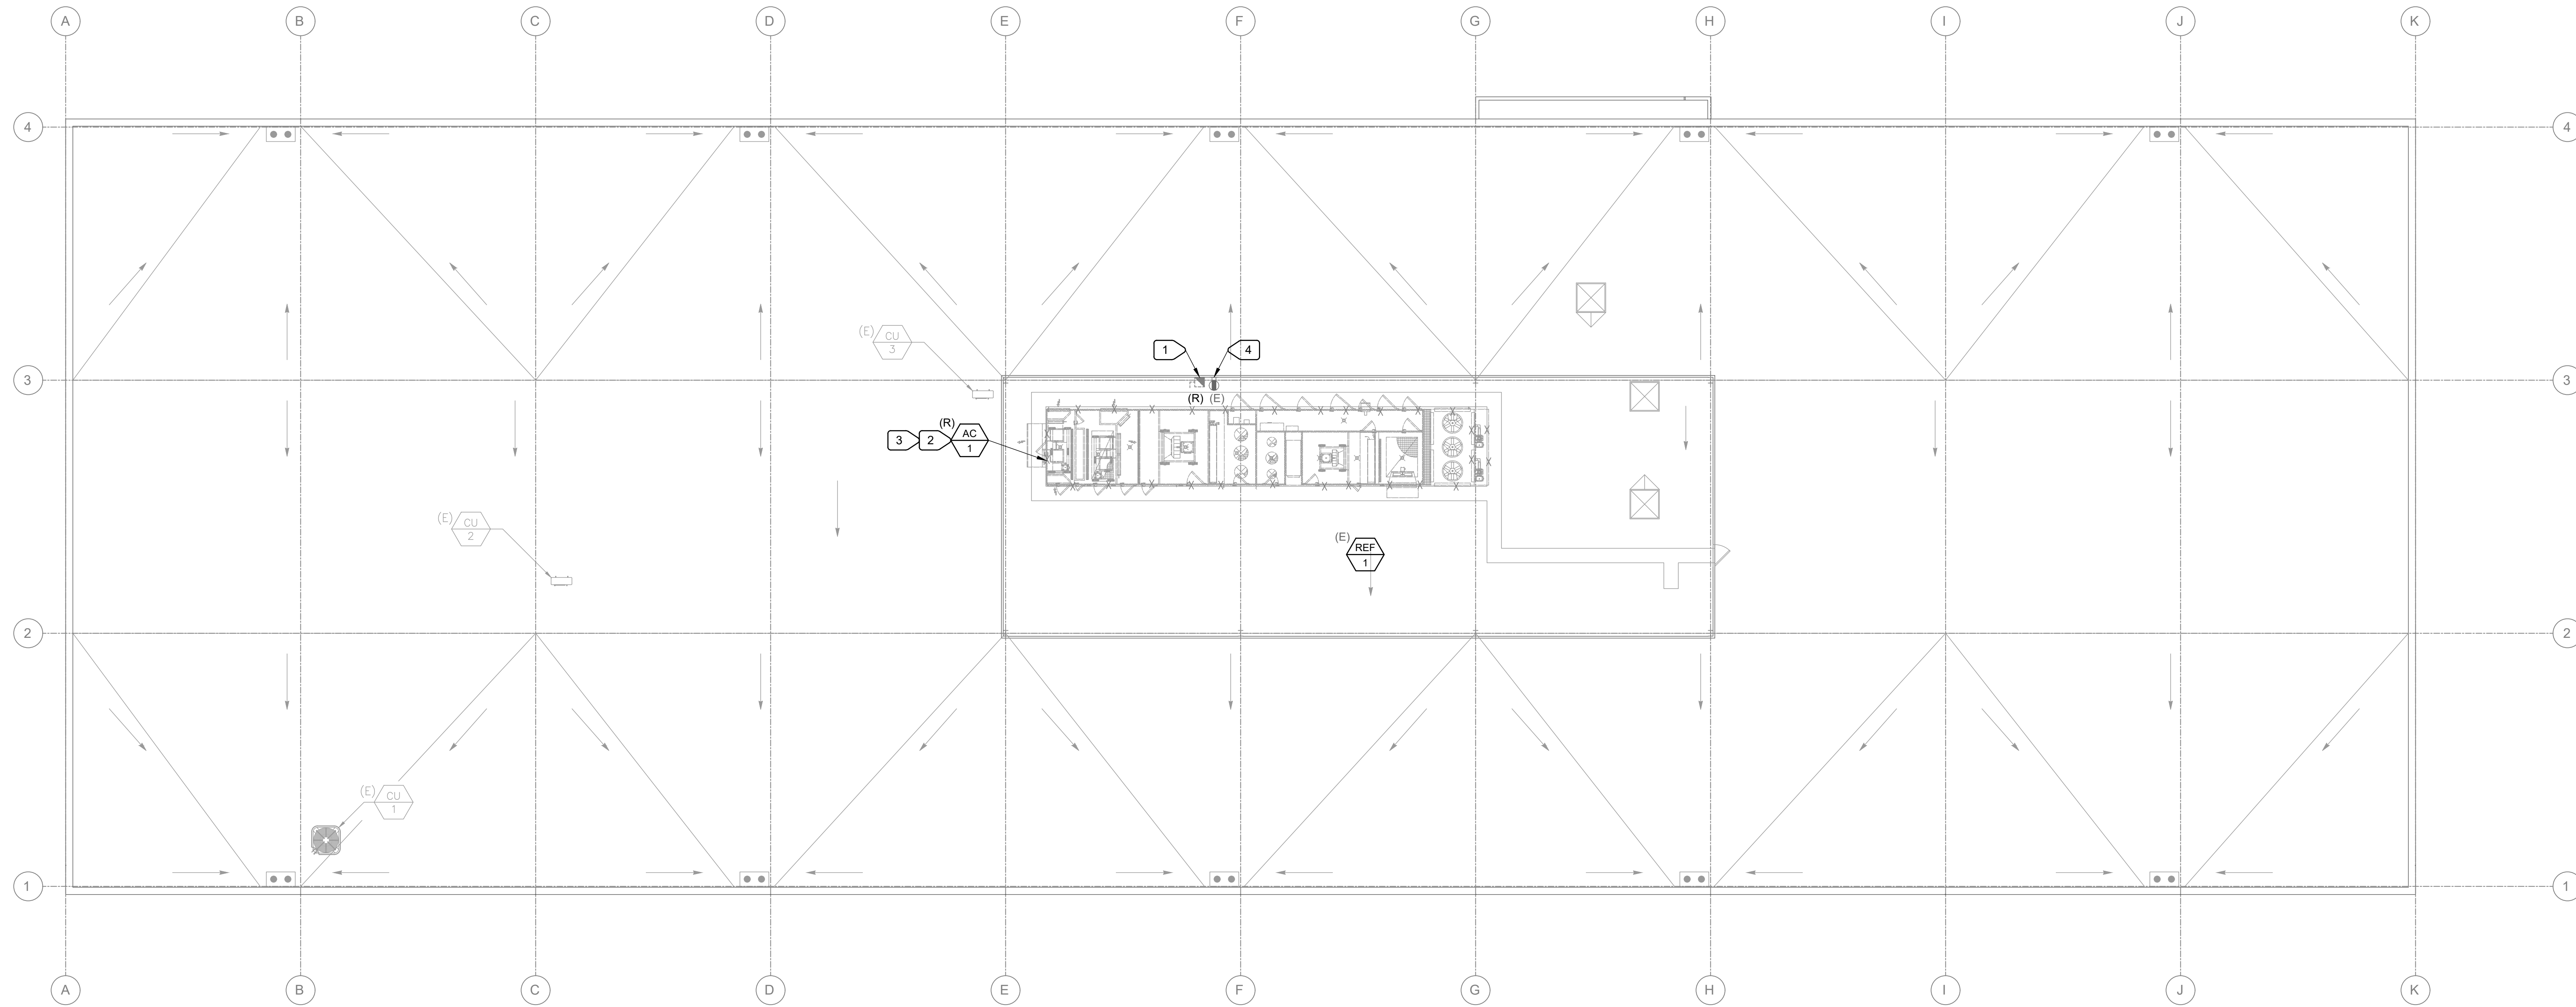 A B C D E F G H I J K
4 4
(E) CU
3
1 4
3 3
(R) (E)
(R)
3 2 AC
1
(E) CU
2
(E)
REF
1
2 2
(E) CU
1
1 1
A B C D E F G H I J K